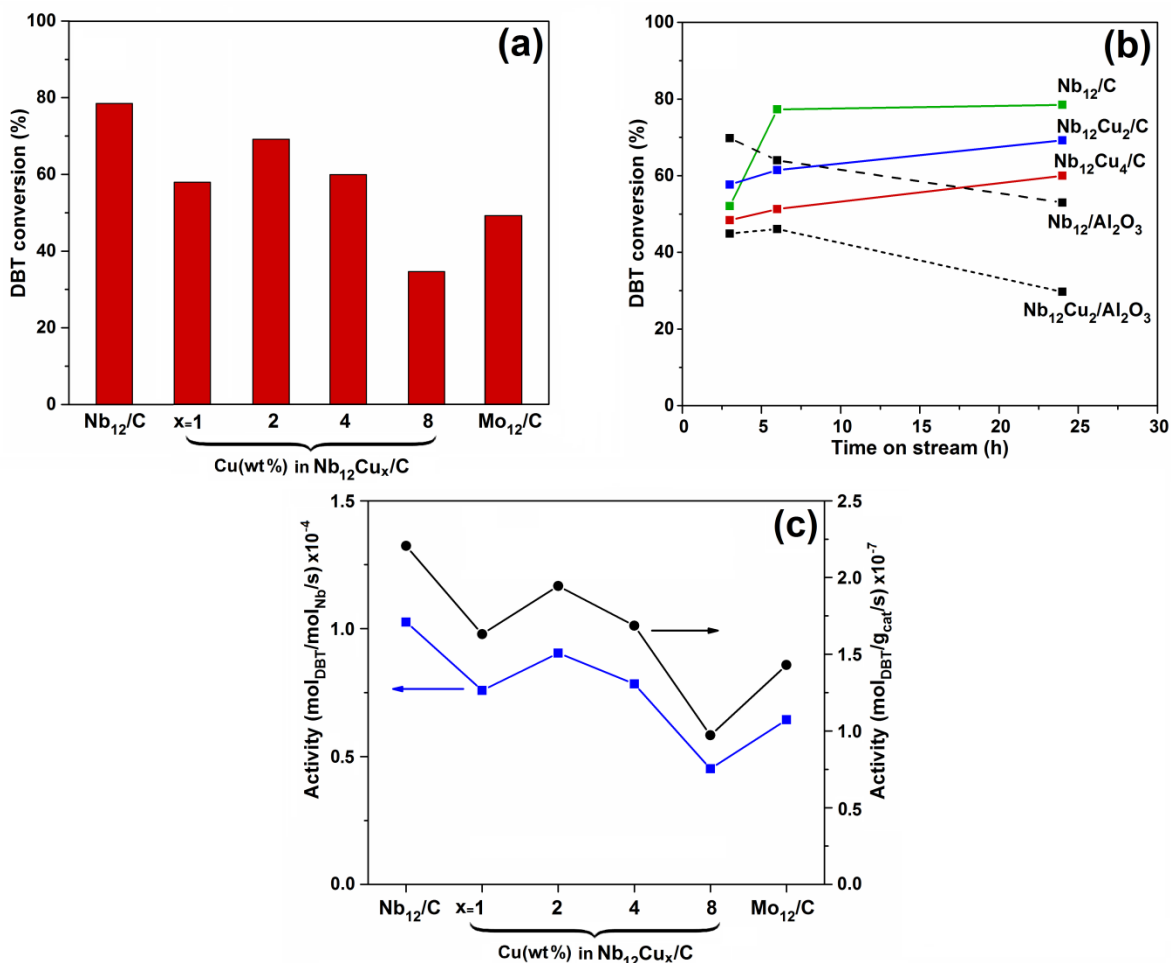 (a)
DBT conversion (%)
100
80
60
40
20
0
Nb₁₂/C x=1 2 4 8 Mo₁₂/C
Cu(wt%) in Nb₁₂Cuₓ/C
(b)
DBT conversion (%)
100
80
60
40
20
0
Nb₁₂/C
Nb₁₂Cu₂/C
Nb₁₂Cu₄/C
Nb₁₂/Al₂O₃
Nb₁₂Cu₂/Al₂O₃
0 5 10 15 20 25 30
Time on stream (h)
(c)
Activity (mol_DBT/mol_Nb/s) x10⁻⁴
1.5
1.0
0.5
0.0
2.5
2.0
1.5
1.0
0.5
0.0
Activity (mol_DBT/g_cat/s) x10⁻⁷
Nb₁₂/C x=1 2 4 8 Mo₁₂/C
Cu(wt%) in Nb₁₂Cuₓ/C